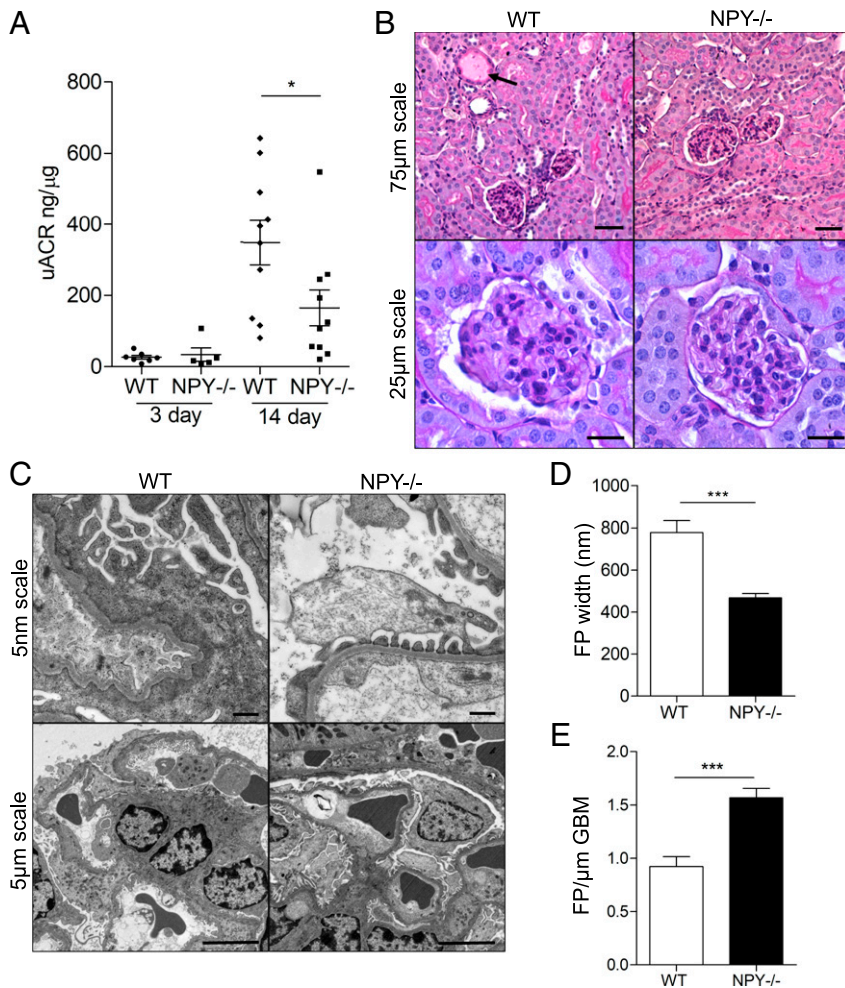 A
uACR ng/µg
800
600
400
200
0
*
WT NPY-/- WT NPY-/-
3 day 14 day
B
WT NPY-/-
75µm scale
25µm scale
C
WT NPY-/-
5nm scale
5µm scale
D
FP width (nm)
1000
800
600
400
200
0
***
WT NPY-/-
E
FP/µm GBM
2.0
1.5
1.0
0.5
0.0
***
WT NPY-/-